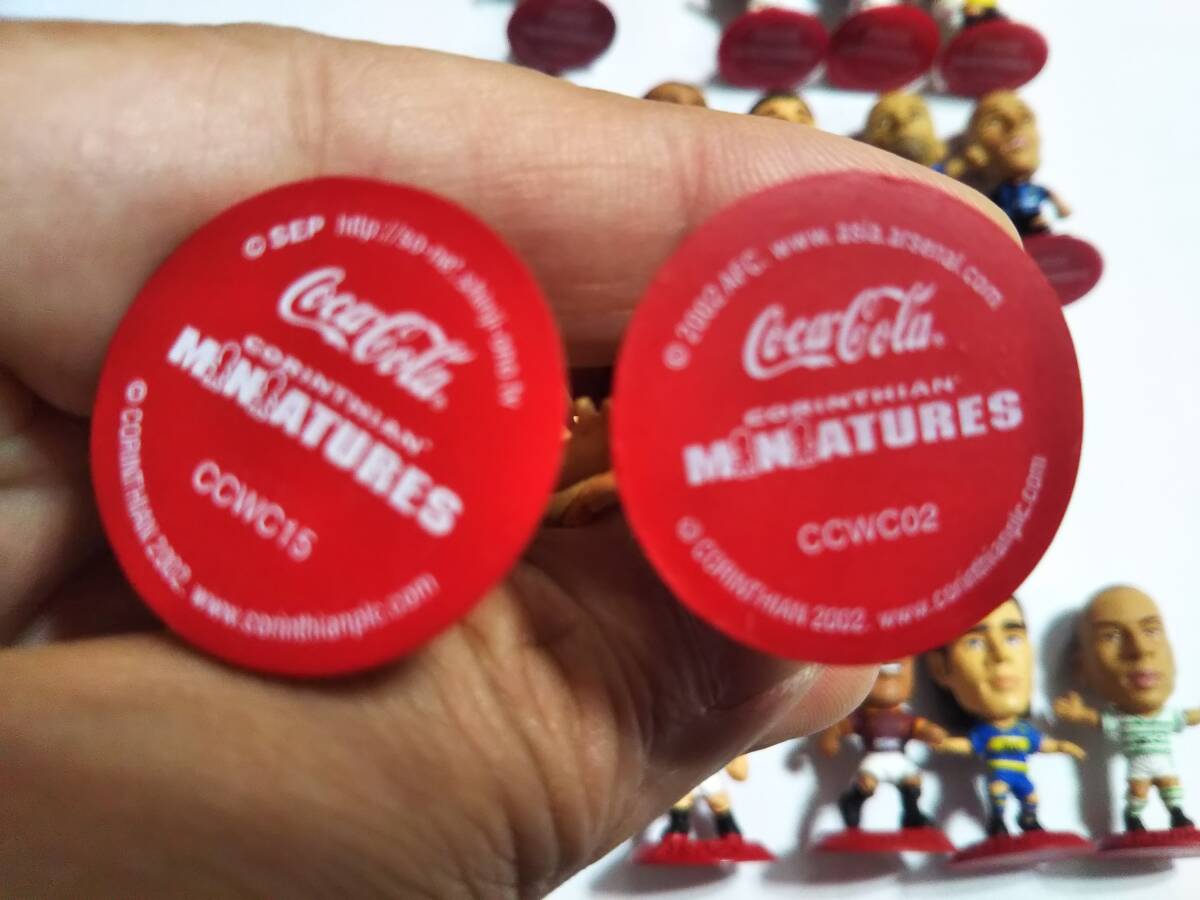 © SEP
Coca-Cola
CORINTHIAN
MINIATURES
CCWC15
© CORINTHIAN 2002. www.corinthianplc.com
© 2002 AFC. www.asia.arsenal.com
Coca-Cola
CORINTHIAN
MINIATURES
CCWC02
© CORINTHIAN 2002. www.corinthianplc.com